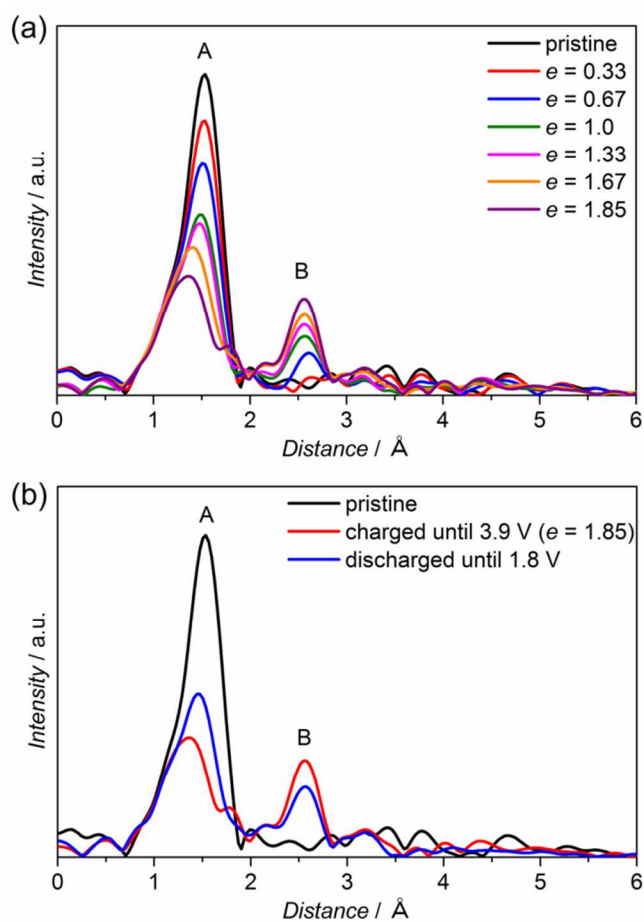 (a)
A
B
pristine
e = 0.33
e = 0.67
e = 1.0
e = 1.33
e = 1.67
e = 1.85
Intensity / a.u.
0 1 2 3 4 5 6
Distance / Å
(b)
A
B
pristine
charged until 3.9 V (e = 1.85)
discharged until 1.8 V
Intensity / a.u.
0 1 2 3 4 5 6
Distance / Å